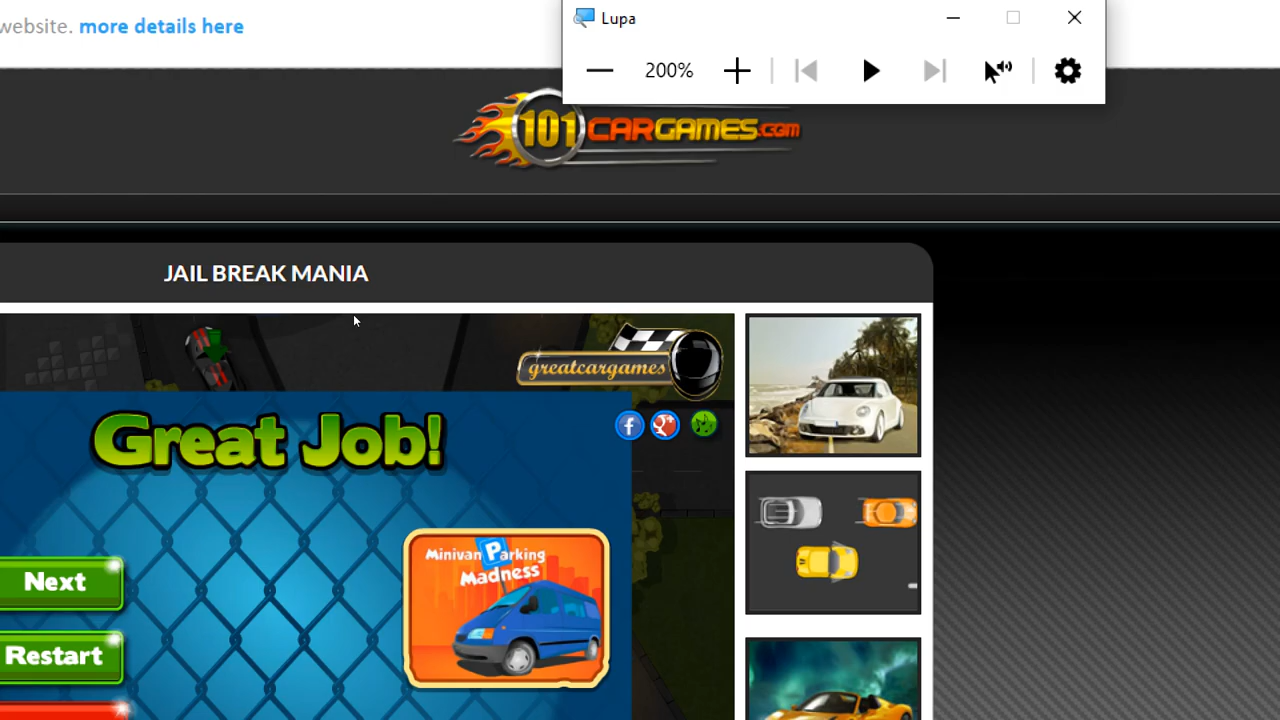 website. more details here
Lupa
200%
101CARGAMES.COM
JAIL BREAK MANIA
greatcargames
Great Job!
f
g+
Minivan Parking
Madness
Next
Restart